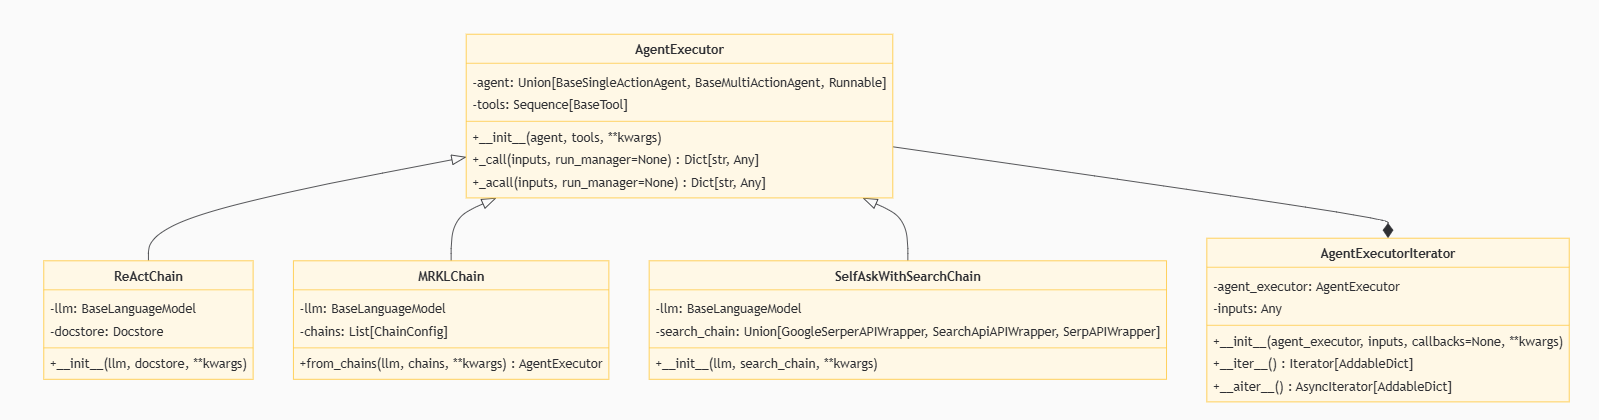 AgentExecutor
-agent: Union[BaseSingleActionAgent, BaseMultiActionAgent, Runnable]
-tools: Sequence[BaseTool]
+__init__(agent, tools, **kwargs)
+_call(inputs, run_manager=None) : Dict[str, Any]
+_acall(inputs, run_manager=None) : Dict[str, Any]
ReActChain
-llm: BaseLanguageModel
-docstore: Docstore
+__init__(llm, docstore, **kwargs)
MRKLChain
-llm: BaseLanguageModel
-chains: List[ChainConfig]
+from_chains(llm, chains, **kwargs) : AgentExecutor
SelfAskWithSearchChain
-llm: BaseLanguageModel
-search_chain: Union[GoogleSerperAPIWrapper, SearchApiAPIWrapper, SerpAPIWrapper]
+__init__(llm, search_chain, **kwargs)
AgentExecutorIterator
-agent_executor: AgentExecutor
-inputs: Any
+__init__(agent_executor, inputs, callbacks=None, **kwargs)
+__iter__() : Iterator[AddableDict]
+__aiter__() : AsyncIterator[AddableDict]